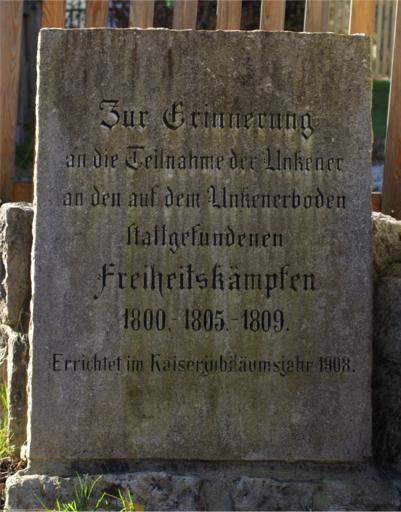 Zur Erinnerung
an die Teilnahme der Unkener
an den auf dem Unkenerboden
stattgefundenen
Freiheitskämpfen
1800.-1805.-1809.
Errichtet im Kaiserjubiläumsjahr 1908.